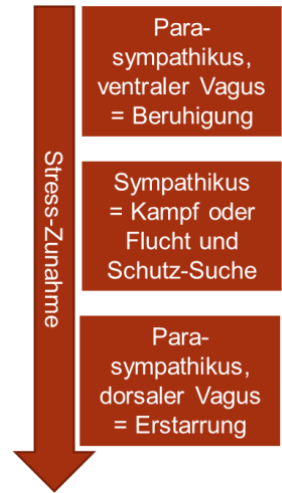 Stress-Zunahme
Para-
sympathikus,
ventraler Vagus
= Beruhigung
Sympathikus
= Kampf oder
Flucht und
Schutz-Suche
Para-
sympathikus,
dorsaler Vagus
= Erstarrung